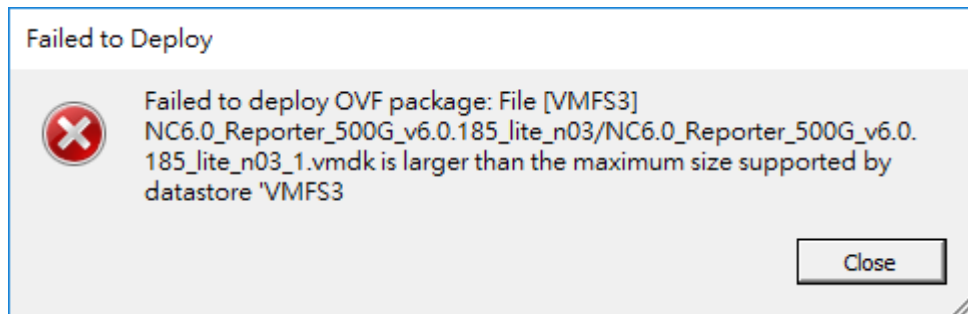 Failed to Deploy
Failed to deploy OVF package: File [VMFS3]
NC6.0_Reporter_500G_v6.0.185_lite_n03/NC6.0_Reporter_500G_v6.0.
185_lite_n03_1.vmdk is larger than the maximum size supported by
datastore 'VMFS3
Close